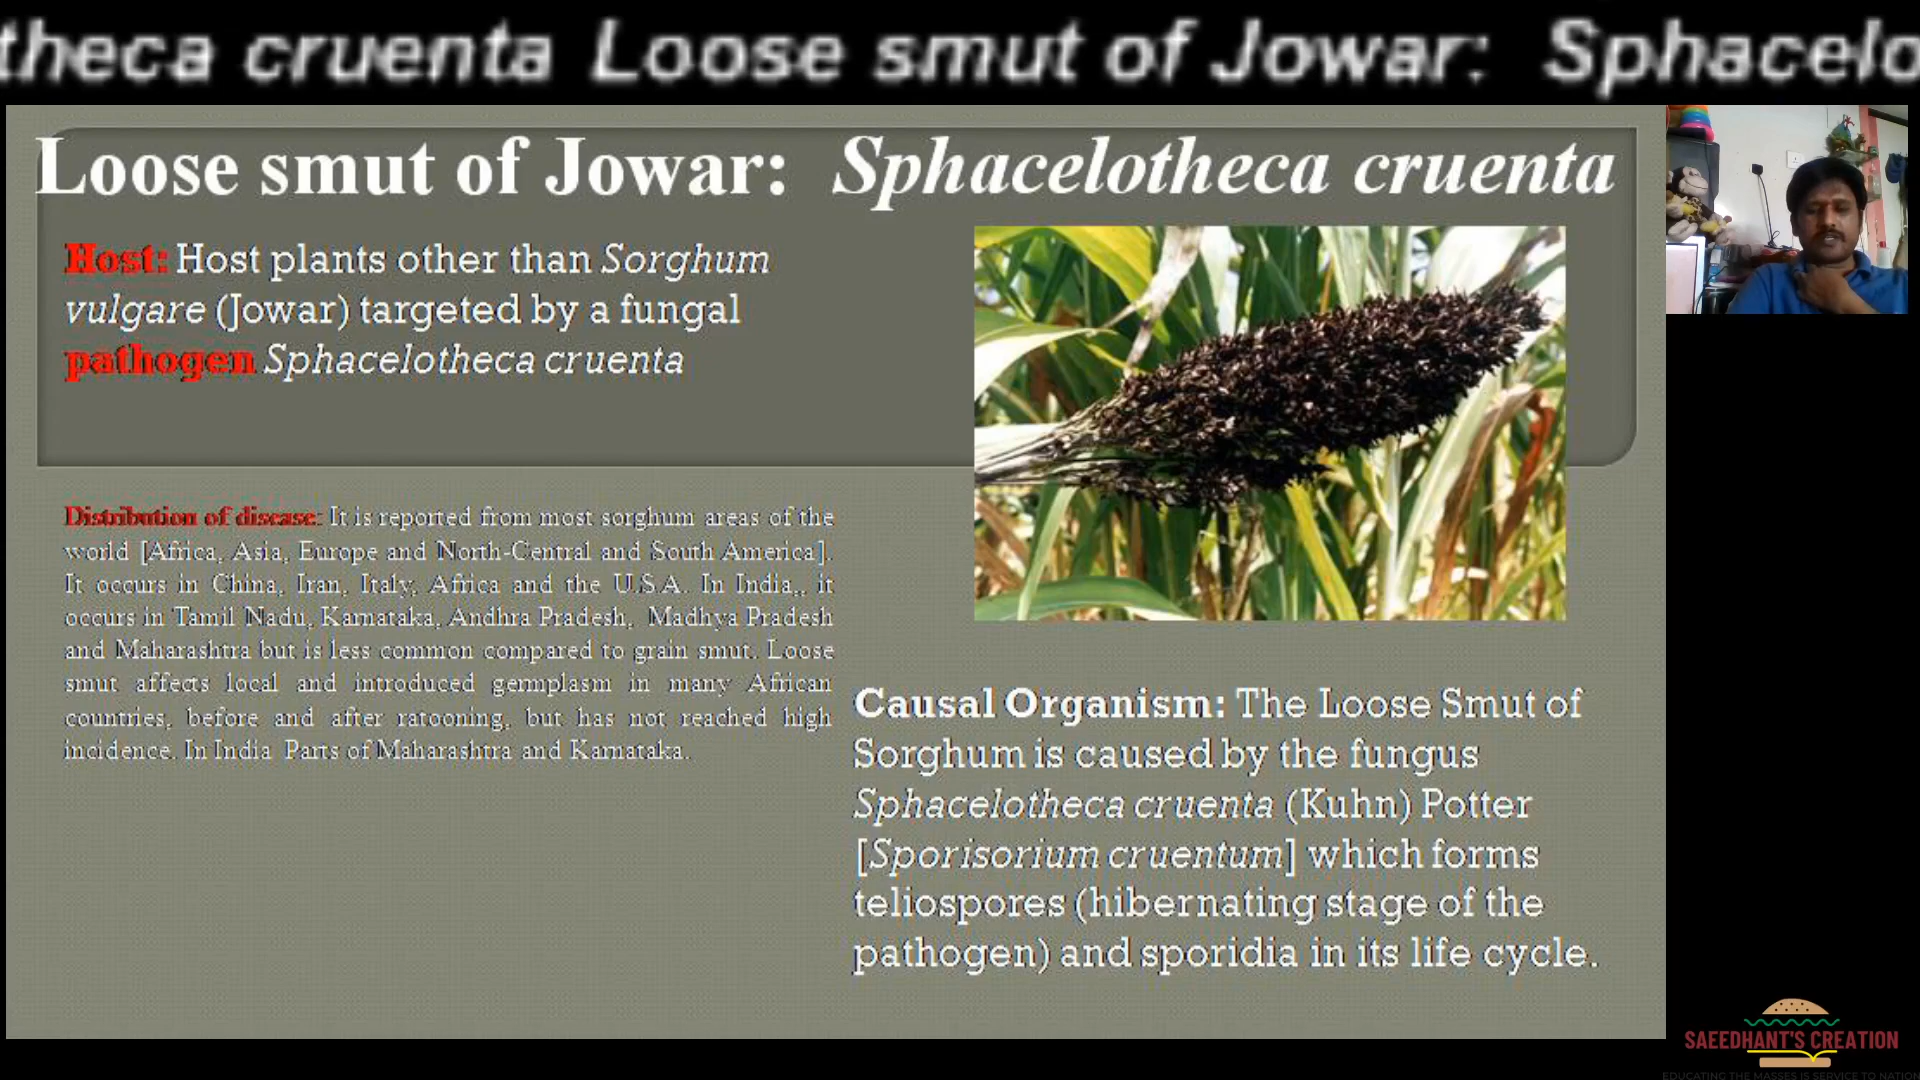 theca cruenta Loose smut of Jowar: Sphacelo
Loose smut of Jowar: Sphacelotheca cruenta
Host: Host plants other than Sorghum
vulgare (Jowar) targeted by a fungal
pathogen Sphacelotheca cruenta
Distribution of disease: It is reported from most sorghum areas of the
world [Africa, Asia, Europe and North-Central and South America].
It occurs in China, Iran, Italy, Africa and the U.S.A. In India,, it
occurs in Tamil Nadu, Karnataka, Andhra Pradesh, Madhya Pradesh
and Maharashtra but is less common compared to grain smut. Loose
smut affects local and introduced germplasm in many African
countries, before and after ratooning, but has not reached high
incidence. In India Parts of Maharashtra and Karnataka.
Causal Organism: The Loose Smut of
Sorghum is caused by the fungus
Sphacelotheca cruenta (Kuhn) Potter
[Sporisorium cruentum] which forms
teliospores (hibernating stage of the
pathogen) and sporidia in its life cycle.
SAEEDHANT'S CREATION
EDUCATING THE MASSES IS SERVICE TO NATION